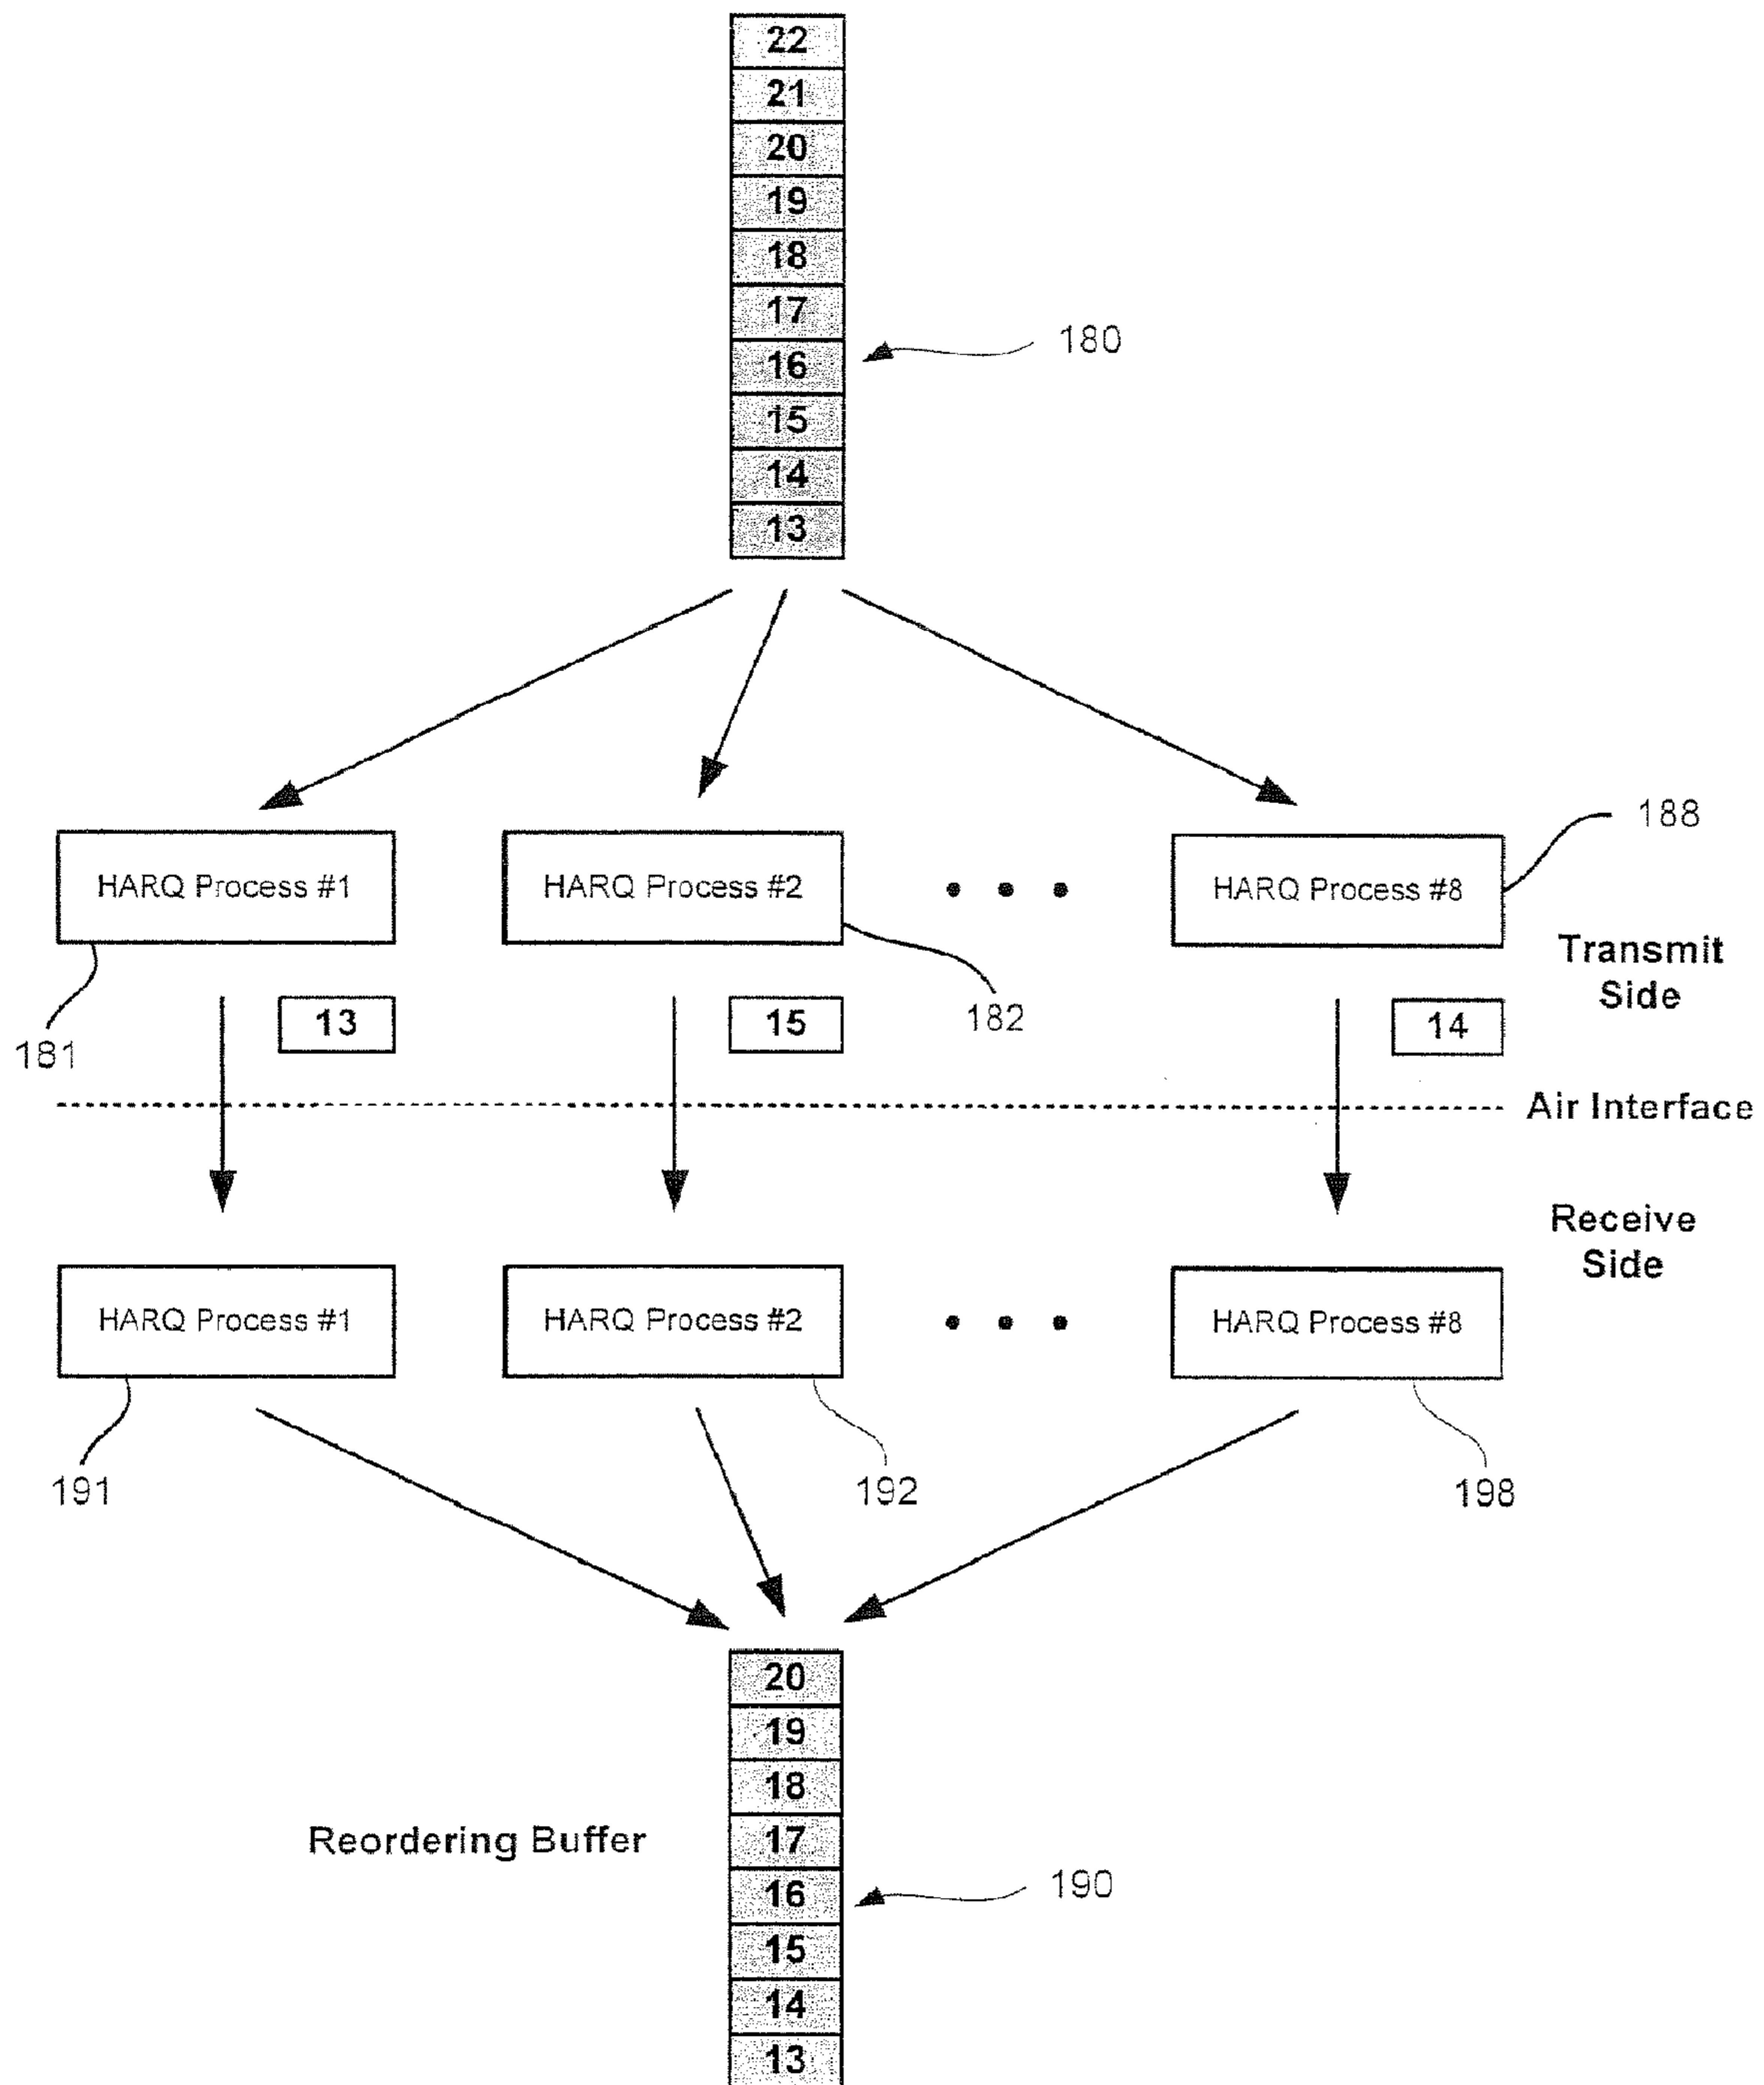 22
21
20
19
18
17
16
180
15
14
13
188
HARQ Process #1
HARQ Process #2
HARQ Process #8
Transmit
Side
13
15
182
14
181
Air Interface
Receive
Side
HARQ Process #1
HARQ Process #2
HARQ Process #8
191
192
198
20
19
18
Reordering Buffer
17
16
190
15
14
13